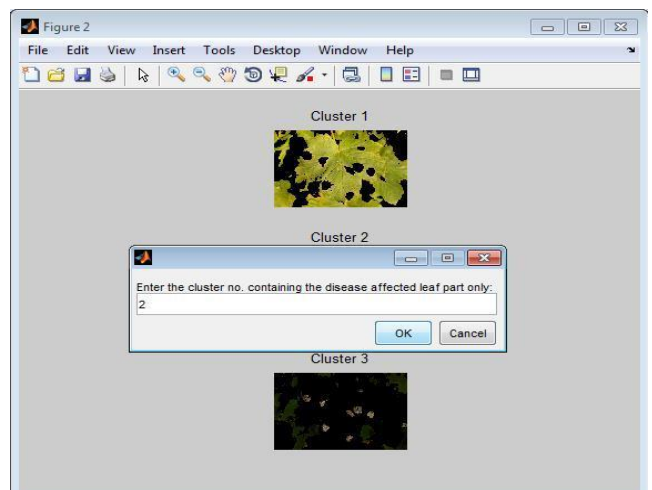 Figure 2
File Edit View Insert Tools Desktop Window Help
Cluster 1
Cluster 2
Enter the cluster no. containing the disease affected leaf part only:
2
OK Cancel
Cluster 3